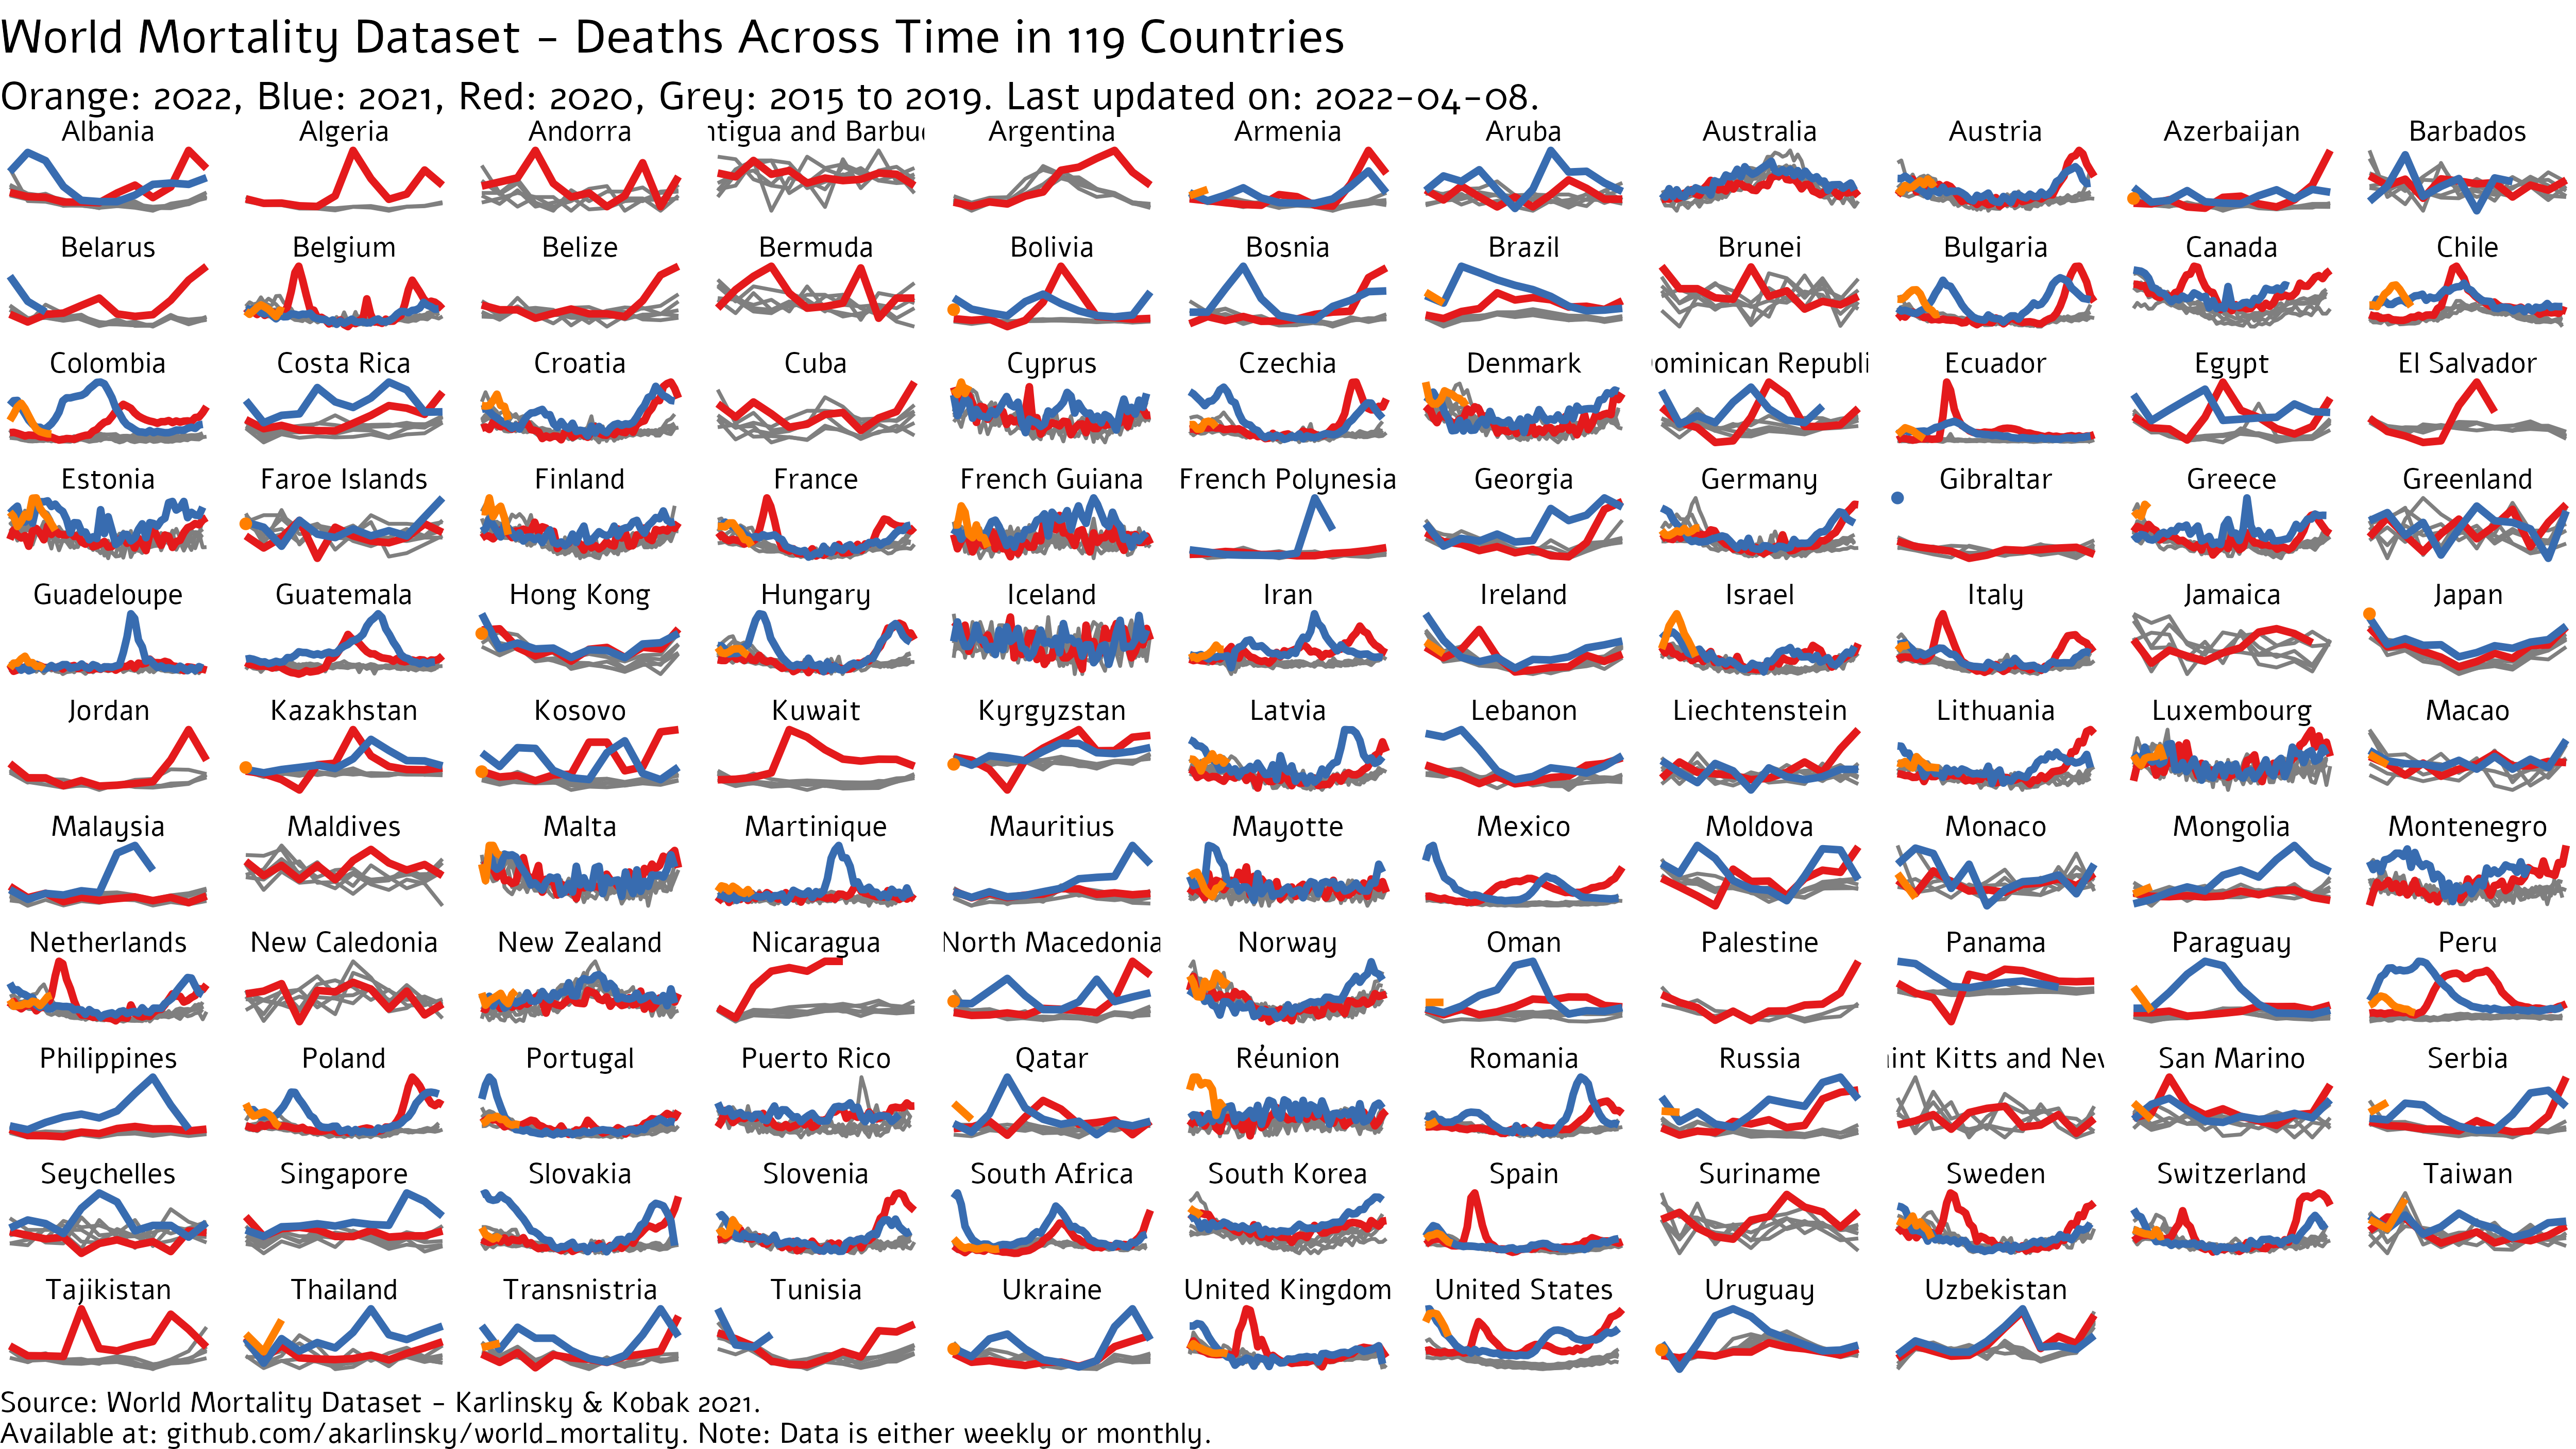 World Mortality Dataset - Deaths Across Time in 119 Countries
Orange: 2022, Blue: 2021, Red: 2020, Grey: 2015 to 2019. Last updated on: 2022-04-08.
Albania Algeria Andorra ntigua and Barbu Argentina Armenia Aruba Australia Austria Azerbaijan Barbados
Belarus Belgium Belize Bermuda Bolivia Bosnia Brazil Brunei Bulgaria Canada Chile
Colombia Costa Rica Croatia Cuba Cyprus Czechia Denmark ominican Republi Ecuador Egypt El Salvador
Estonia Faroe Islands Finland France French Guiana French Polynesia Georgia Germany Gibraltar Greece Greenland
Guadeloupe Guatemala Hong Kong Hungary Iceland Iran Ireland Israel Italy Jamaica Japan
Jordan Kazakhstan Kosovo Kuwait Kyrgyzstan Latvia Lebanon Liechtenstein Lithuania Luxembourg Macao
Malaysia Maldives Malta Martinique Mauritius Mayotte Mexico Moldova Monaco Mongolia Montenegro
Netherlands New Caledonia New Zealand Nicaragua North Macedonia Norway Oman Palestine Panama Paraguay Peru
Philippines Poland Portugal Puerto Rico Qatar Réunion Romania Russia int Kitts and Nev San Marino Serbia
Seychelles Singapore Slovakia Slovenia South Africa South Korea Spain Suriname Sweden Switzerland Taiwan
Tajikistan Thailand Transnistria Tunisia Ukraine United Kingdom United States Uruguay Uzbekistan
Source: World Mortality Dataset - Karlinsky & Kobak 2021.
Available at: github.com/akarlinsky/world_mortality. Note: Data is either weekly or monthly.